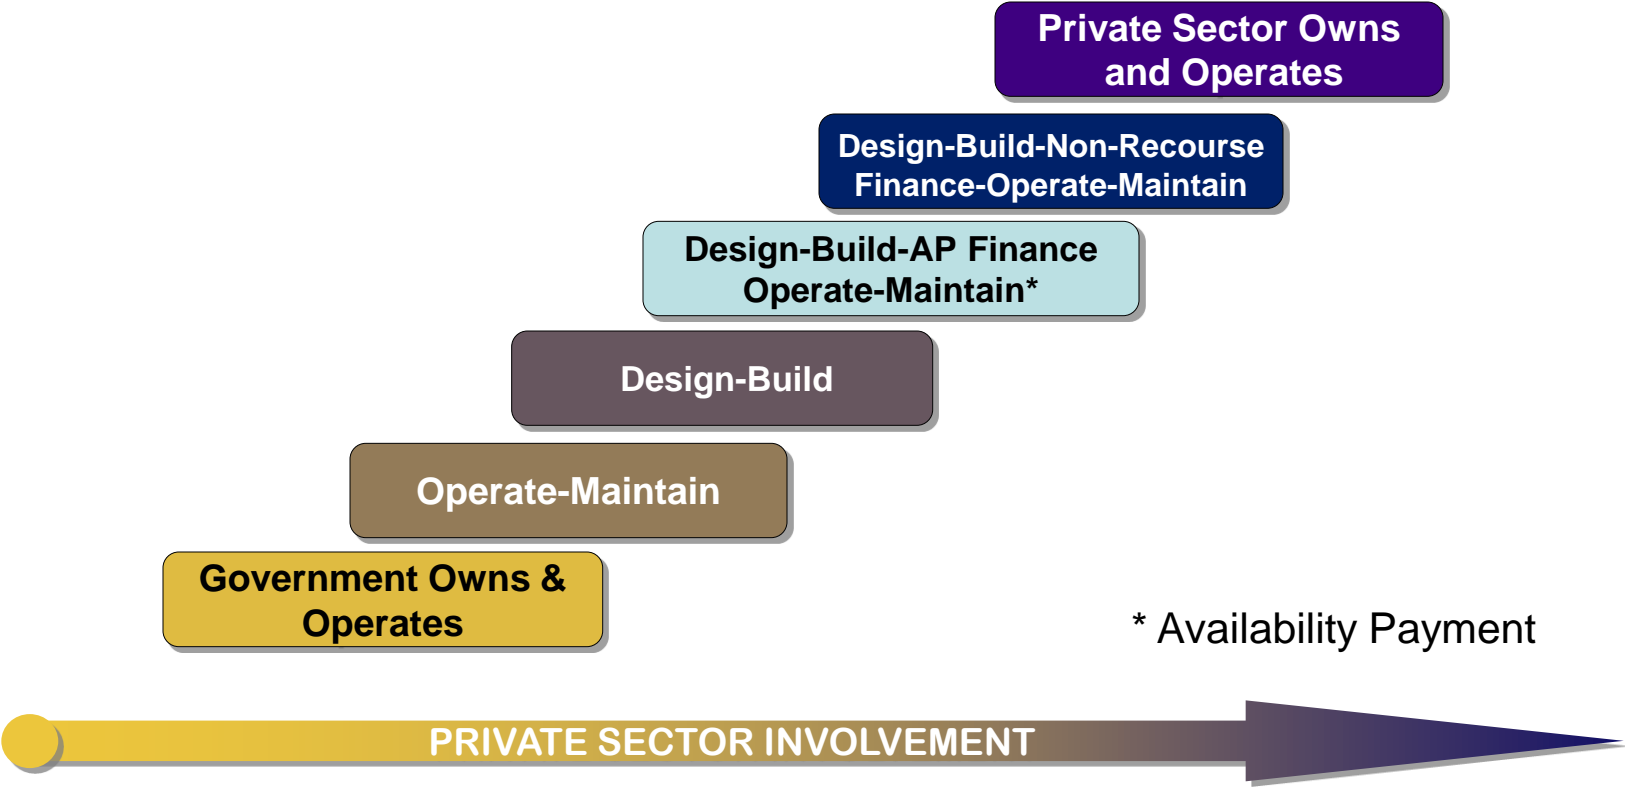 Private Sector Owns
and Operates
Design-Build-Non-Recourse
Finance-Operate-Maintain
Design-Build-AP Finance
Operate-Maintain*
Design-Build
Operate-Maintain
Government Owns &
Operates
* Availability Payment
PRIVATE SECTOR INVOLVEMENT